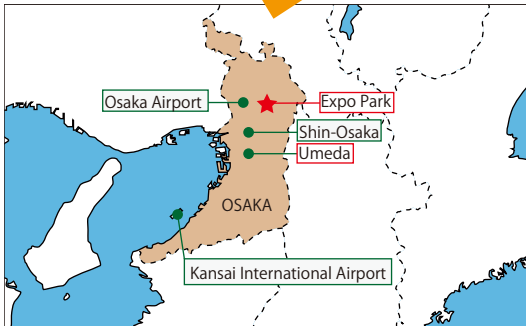 Osaka Airport
Expo Park
Shin-Osaka
Umeda
OSAKA
Kansai International Airport